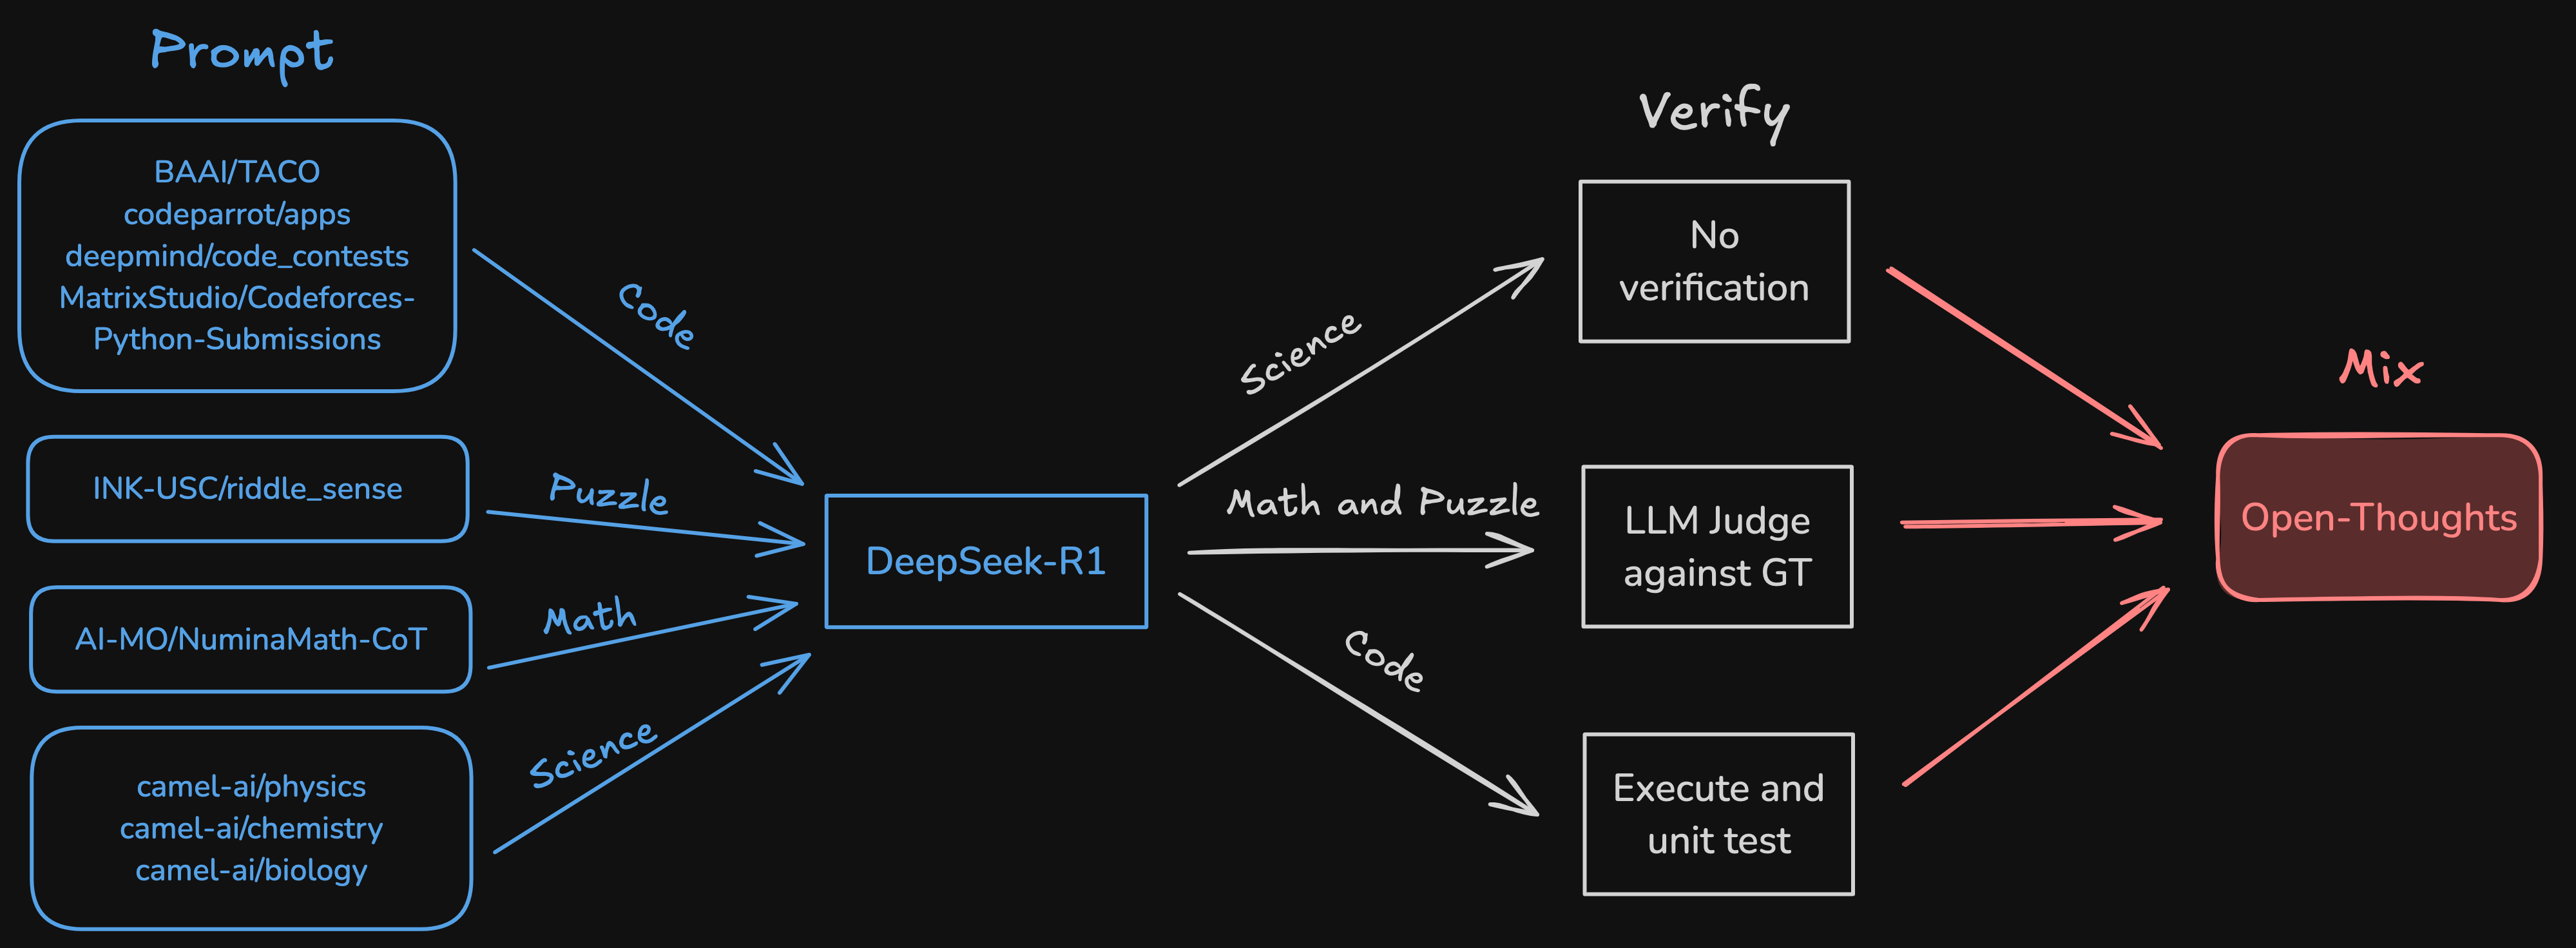 Prompt
BAAI/TACO
codeparrot/apps
deepmind/code_contests
MatrixStudio/Codeforces-
Python-Submissions
Code
INK-USC/riddle_sense
Puzzle
AI-MO/NuminaMath-CoT
Math
camel-ai/physics
camel-ai/chemistry
camel-ai/biology
Science
DeepSeek-R1
Verify
Science
No
verification
Math and Puzzle
LLM Judge
against GT
Code
Execute and
unit test
Mix
Open-Thoughts